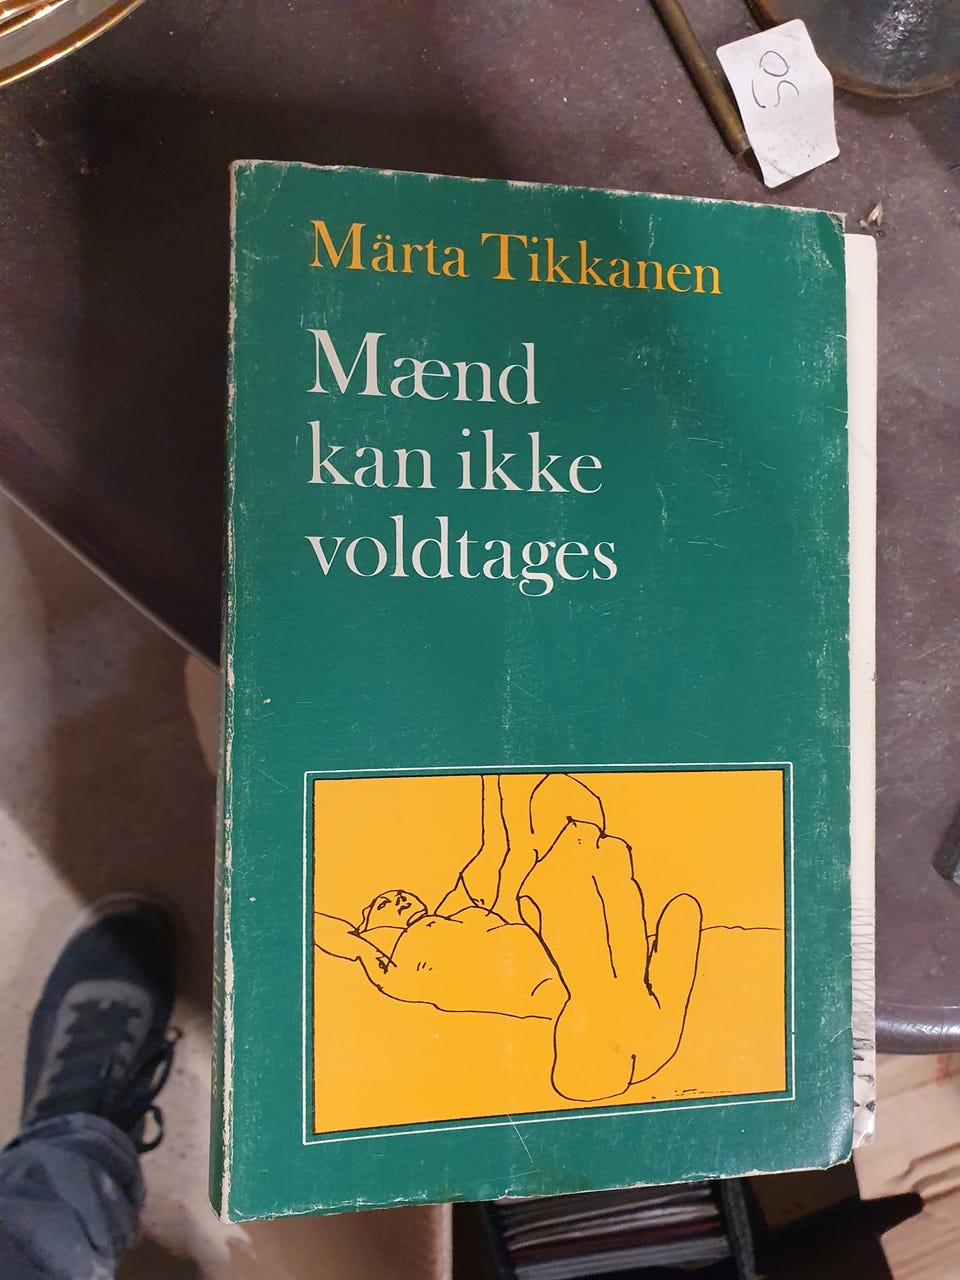 50
Märta Tikkanen
Mænd
kan ikke
voldtages